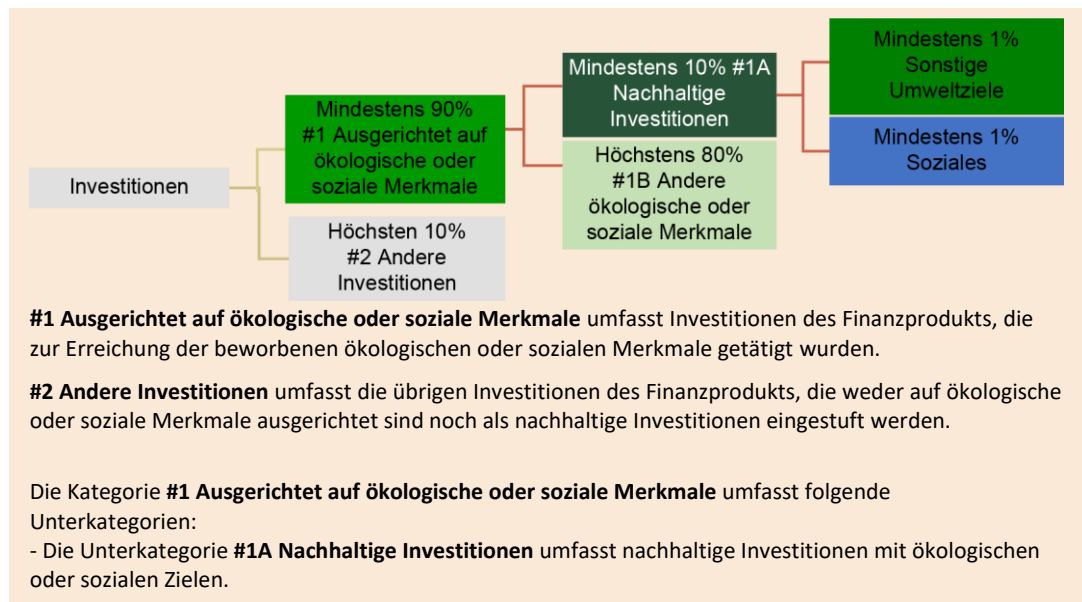 Investitionen
Mindestens 90%
#1 Ausgerichtet auf
ökologische oder
soziale Merkmale
Höchsten 10%
#2 Andere
Investitionen
Mindestens 10% #1A
Nachhaltige
Investitionen
Höchstens 80%
#1B Andere
ökologische oder
soziale Merkmale
Mindestens 1%
Sonstige
Umweltziele
Mindestens 1%
Soziales
#1 Ausgerichtet auf ökologische oder soziale Merkmale umfasst Investitionen des Finanzprodukts, die
zur Erreichung der beworbenen ökologischen oder sozialen Merkmale getätigt wurden.
#2 Andere Investitionen umfasst die übrigen Investitionen des Finanzprodukts, die weder auf ökologische
oder soziale Merkmale ausgerichtet sind noch als nachhaltige Investitionen eingestuft werden.
Die Kategorie #1 Ausgerichtet auf ökologische oder soziale Merkmale umfasst folgende
Unterkategorien:
- Die Unterkategorie #1A Nachhaltige Investitionen umfasst nachhaltige Investitionen mit ökologischen
oder sozialen Zielen.